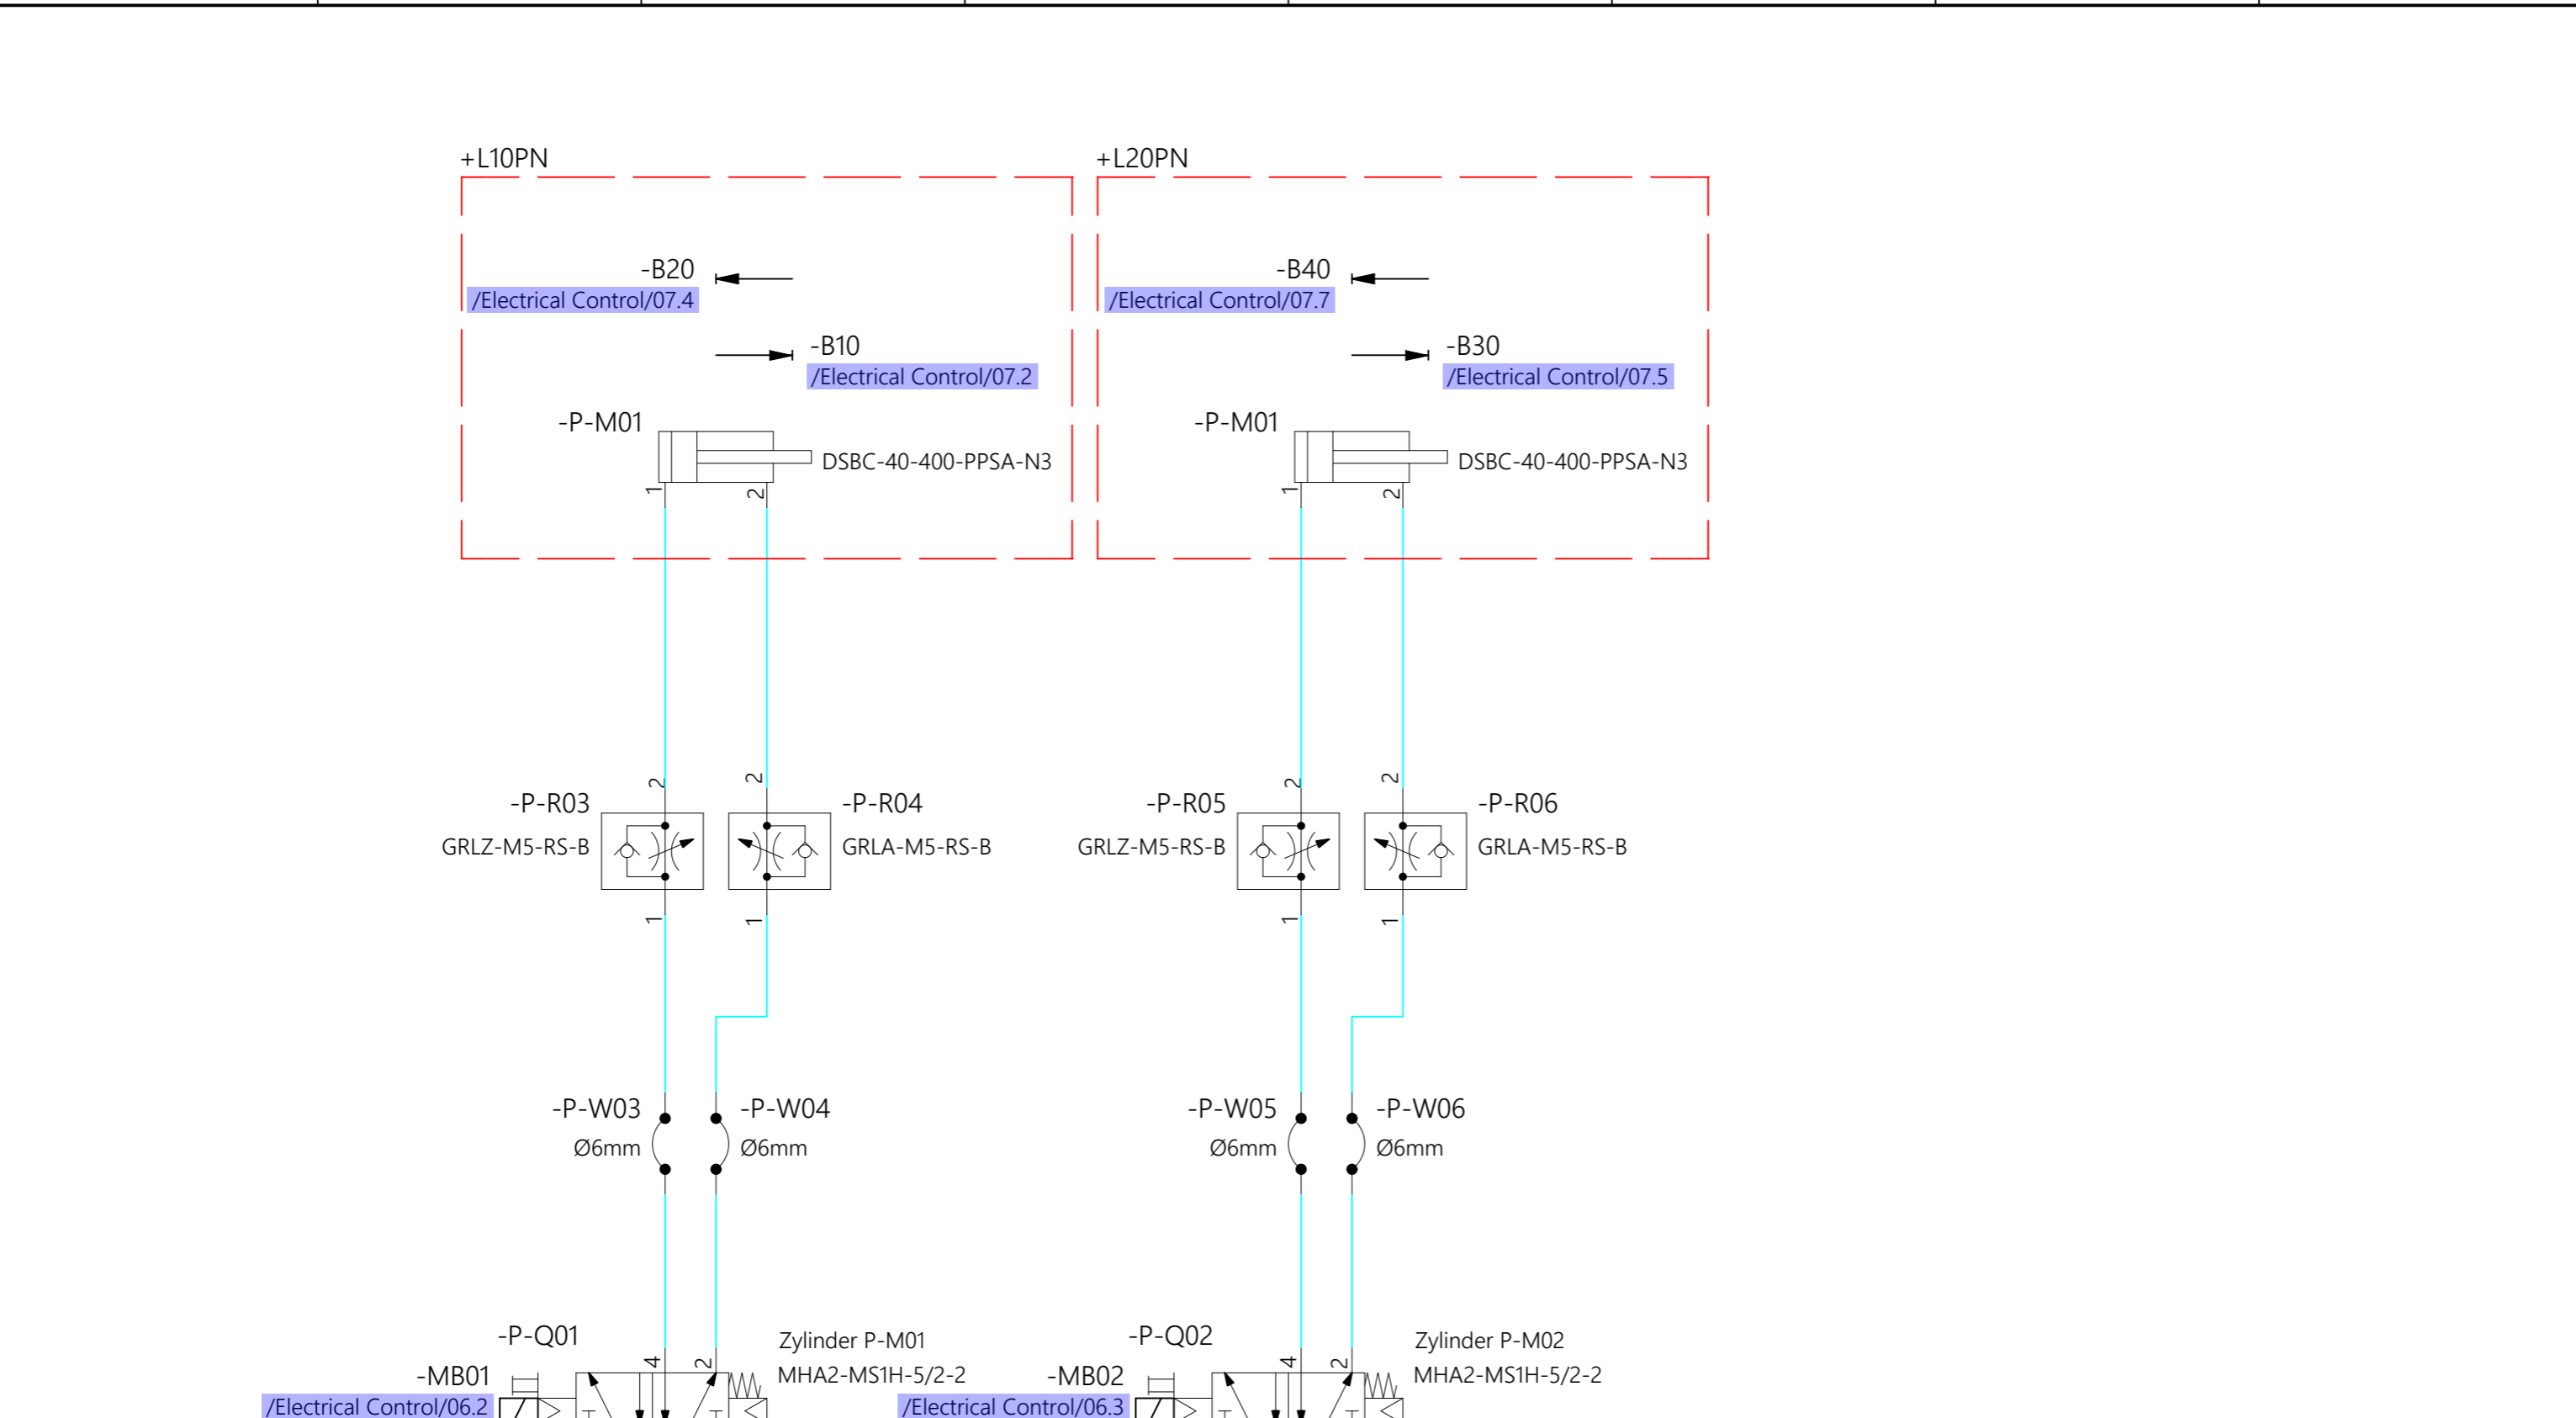 +L10PN
+L20PN
-B20
/Electrical Control/07.4
-B40
/Electrical Control/07.7
-B10
/Electrical Control/07.2
-B30
/Electrical Control/07.5
-P-M01
DSBC-40-400-PPSA-N3
-P-M01
DSBC-40-400-PPSA-N3
1
2
1
2
2
2
2
2
-P-R03
-P-R04
-P-R05
-P-R06
GRLZ-M5-RS-B
GRLA-M5-RS-B
GRLZ-M5-RS-B
GRLA-M5-RS-B
1
1
1
1
-P-W03
-P-W04
-P-W05
-P-W06
Ø6mm
Ø6mm
Ø6mm
Ø6mm
-P-Q01
Zylinder P-M01
-P-Q02
Zylinder P-M02
4
2
4
2
-MB01
MHA2-MS1H-5/2-2
-MB02
MHA2-MS1H-5/2-2
/Electrical Control/06.2
/Electrical Control/06.3